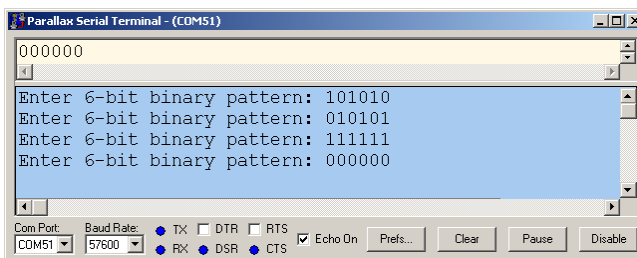 Parallax Serial Terminal - (COM51)
000000
Enter 6-bit binary pattern: 101010
Enter 6-bit binary pattern: 010101
Enter 6-bit binary pattern: 111111
Enter 6-bit binary pattern: 000000
Com Port: Baud Rate: TX DTR RTS
COM51 57600 RX DSR CTS Echo On Prefs... Clear Pause Disable